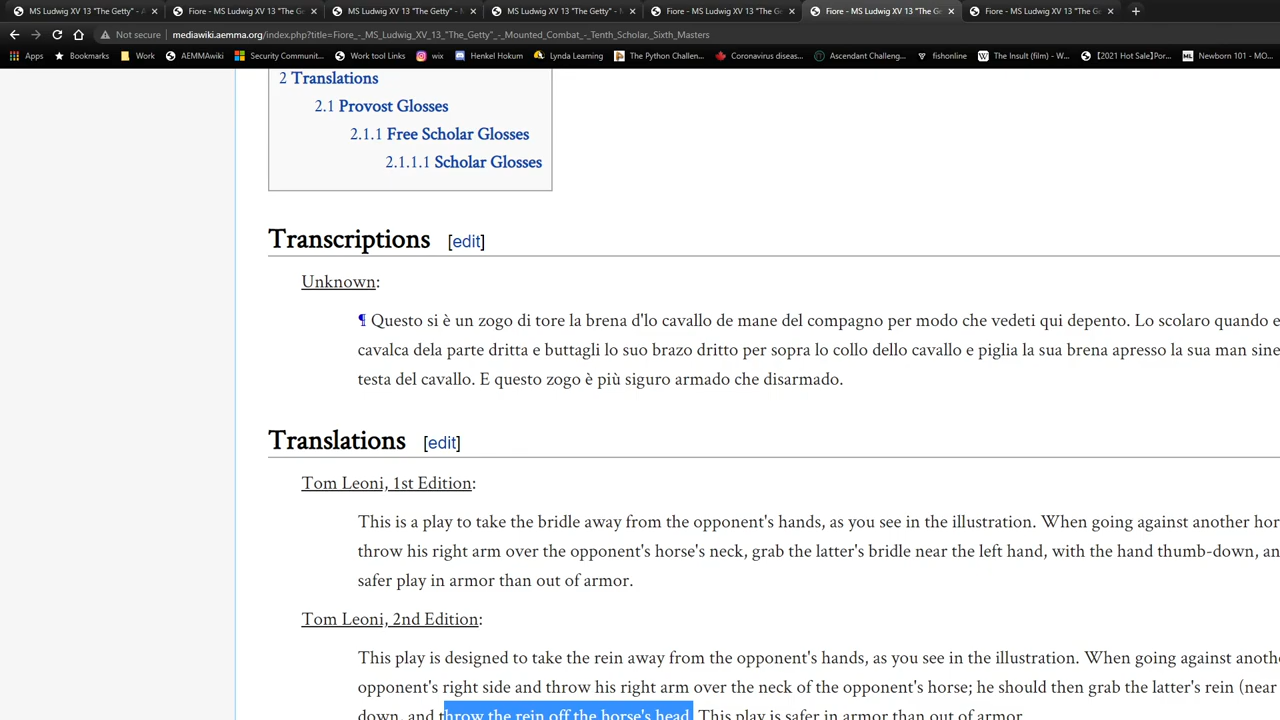 MS Ludwig XV 13 "The Getty" - A
Fiore - MS Ludwig XV 13 "The G
MS Ludwig XV 13 "The Getty" - M
MS Ludwig XV 13 "The Getty" -
Fiore - MS Ludwig XV 13 "The Ge
Fiore - MS Ludwig XV 13 "The G
Fiore - MS Ludwig XV 13 "The Ge
Not secure mediawiki.aemma.org/index.php?title=Fiore_-_MS_Ludwig_XV_13_"The_Getty"_-_Mounted_Combat_-_Tenth_Scholar,_Sixth_Masters
Apps Bookmarks Work AEMMAwiki Security Communit... Work tool Links wix Henkel Hokum Lynda Learning The Python Challen... Coronavirus diseas... Ascendant Challeng... fishonline The Insult (film) - W... 【2021 Hot Sale】Por... Newborn 101 - MO...
2 Translations
2.1 Provost Glosses
2.1.1 Free Scholar Glosses
2.1.1.1 Scholar Glosses
Transcriptions [edit]
Unknown:
¶ Questo si è un zogo di tore la brena d'lo cavallo de mane del compagno per modo che vedeti qui depento. Lo scolaro quando e
cavalca dela parte dritta e buttagli lo suo brazo dritto per sopra lo collo dello cavallo e piglia la sua brena apresso la sua man sine
testa del cavallo. E questo zogo è più siguro armado che disarmado.
Translations [edit]
Tom Leoni, 1st Edition:
This is a play to take the bridle away from the opponent's hands, as you see in the illustration. When going against another hor
throw his right arm over the opponent's horse's neck, grab the latter's bridle near the left hand, with the hand thumb-down, an
safer play in armor than out of armor.
Tom Leoni, 2nd Edition:
This play is designed to take the rein away from the opponent's hands, as you see in the illustration. When going against anothe
opponent's right side and throw his right arm over the neck of the opponent's horse; he should then grab the latter's rein (near
down, and throw the rein off the horse's head. This play is safer in armor than out of armor.